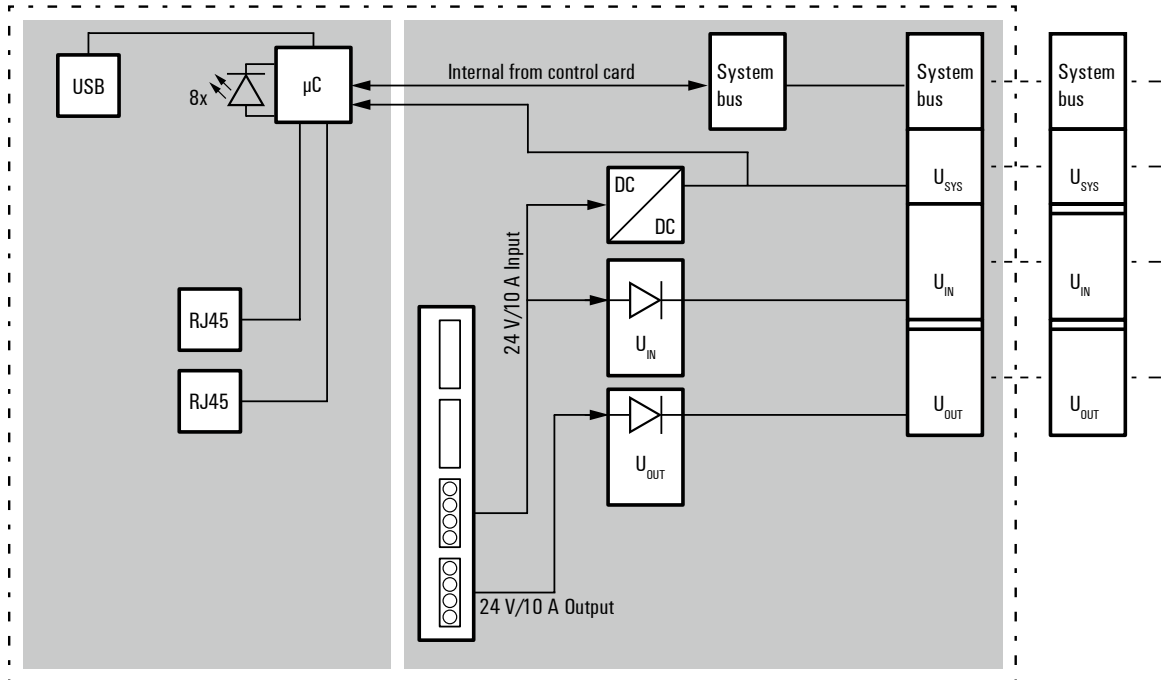 USB
8x
µC
Internal from control card
System
bus
System
bus
System
bus
DC
DC
U_SYS
U_SYS
24 V/10 A Input
U_IN
U_IN
U_IN
RJ45
RJ45
U_OUT
U_OUT
U_OUT
24 V/10 A Output